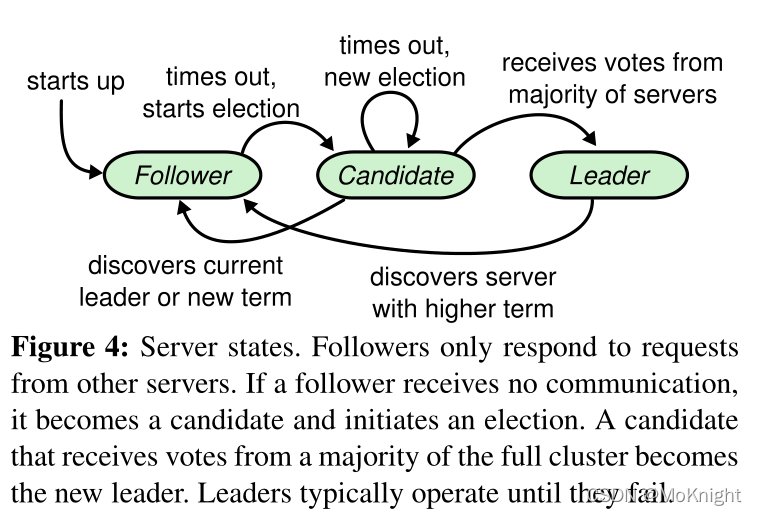 starts up
times out,
starts election
times out,
new election
receives votes from
majority of servers
Follower
Candidate
Leader
discovers current
leader or new term
discovers server
with higher term
Figure 4: Server states. Followers only respond to requests
from other servers. If a follower receives no communication,
it becomes a candidate and initiates an election. A candidate
that receives votes from a majority of the full cluster becomes
the new leader. Leaders typically operate until they fail.
CSDN @MoKnight